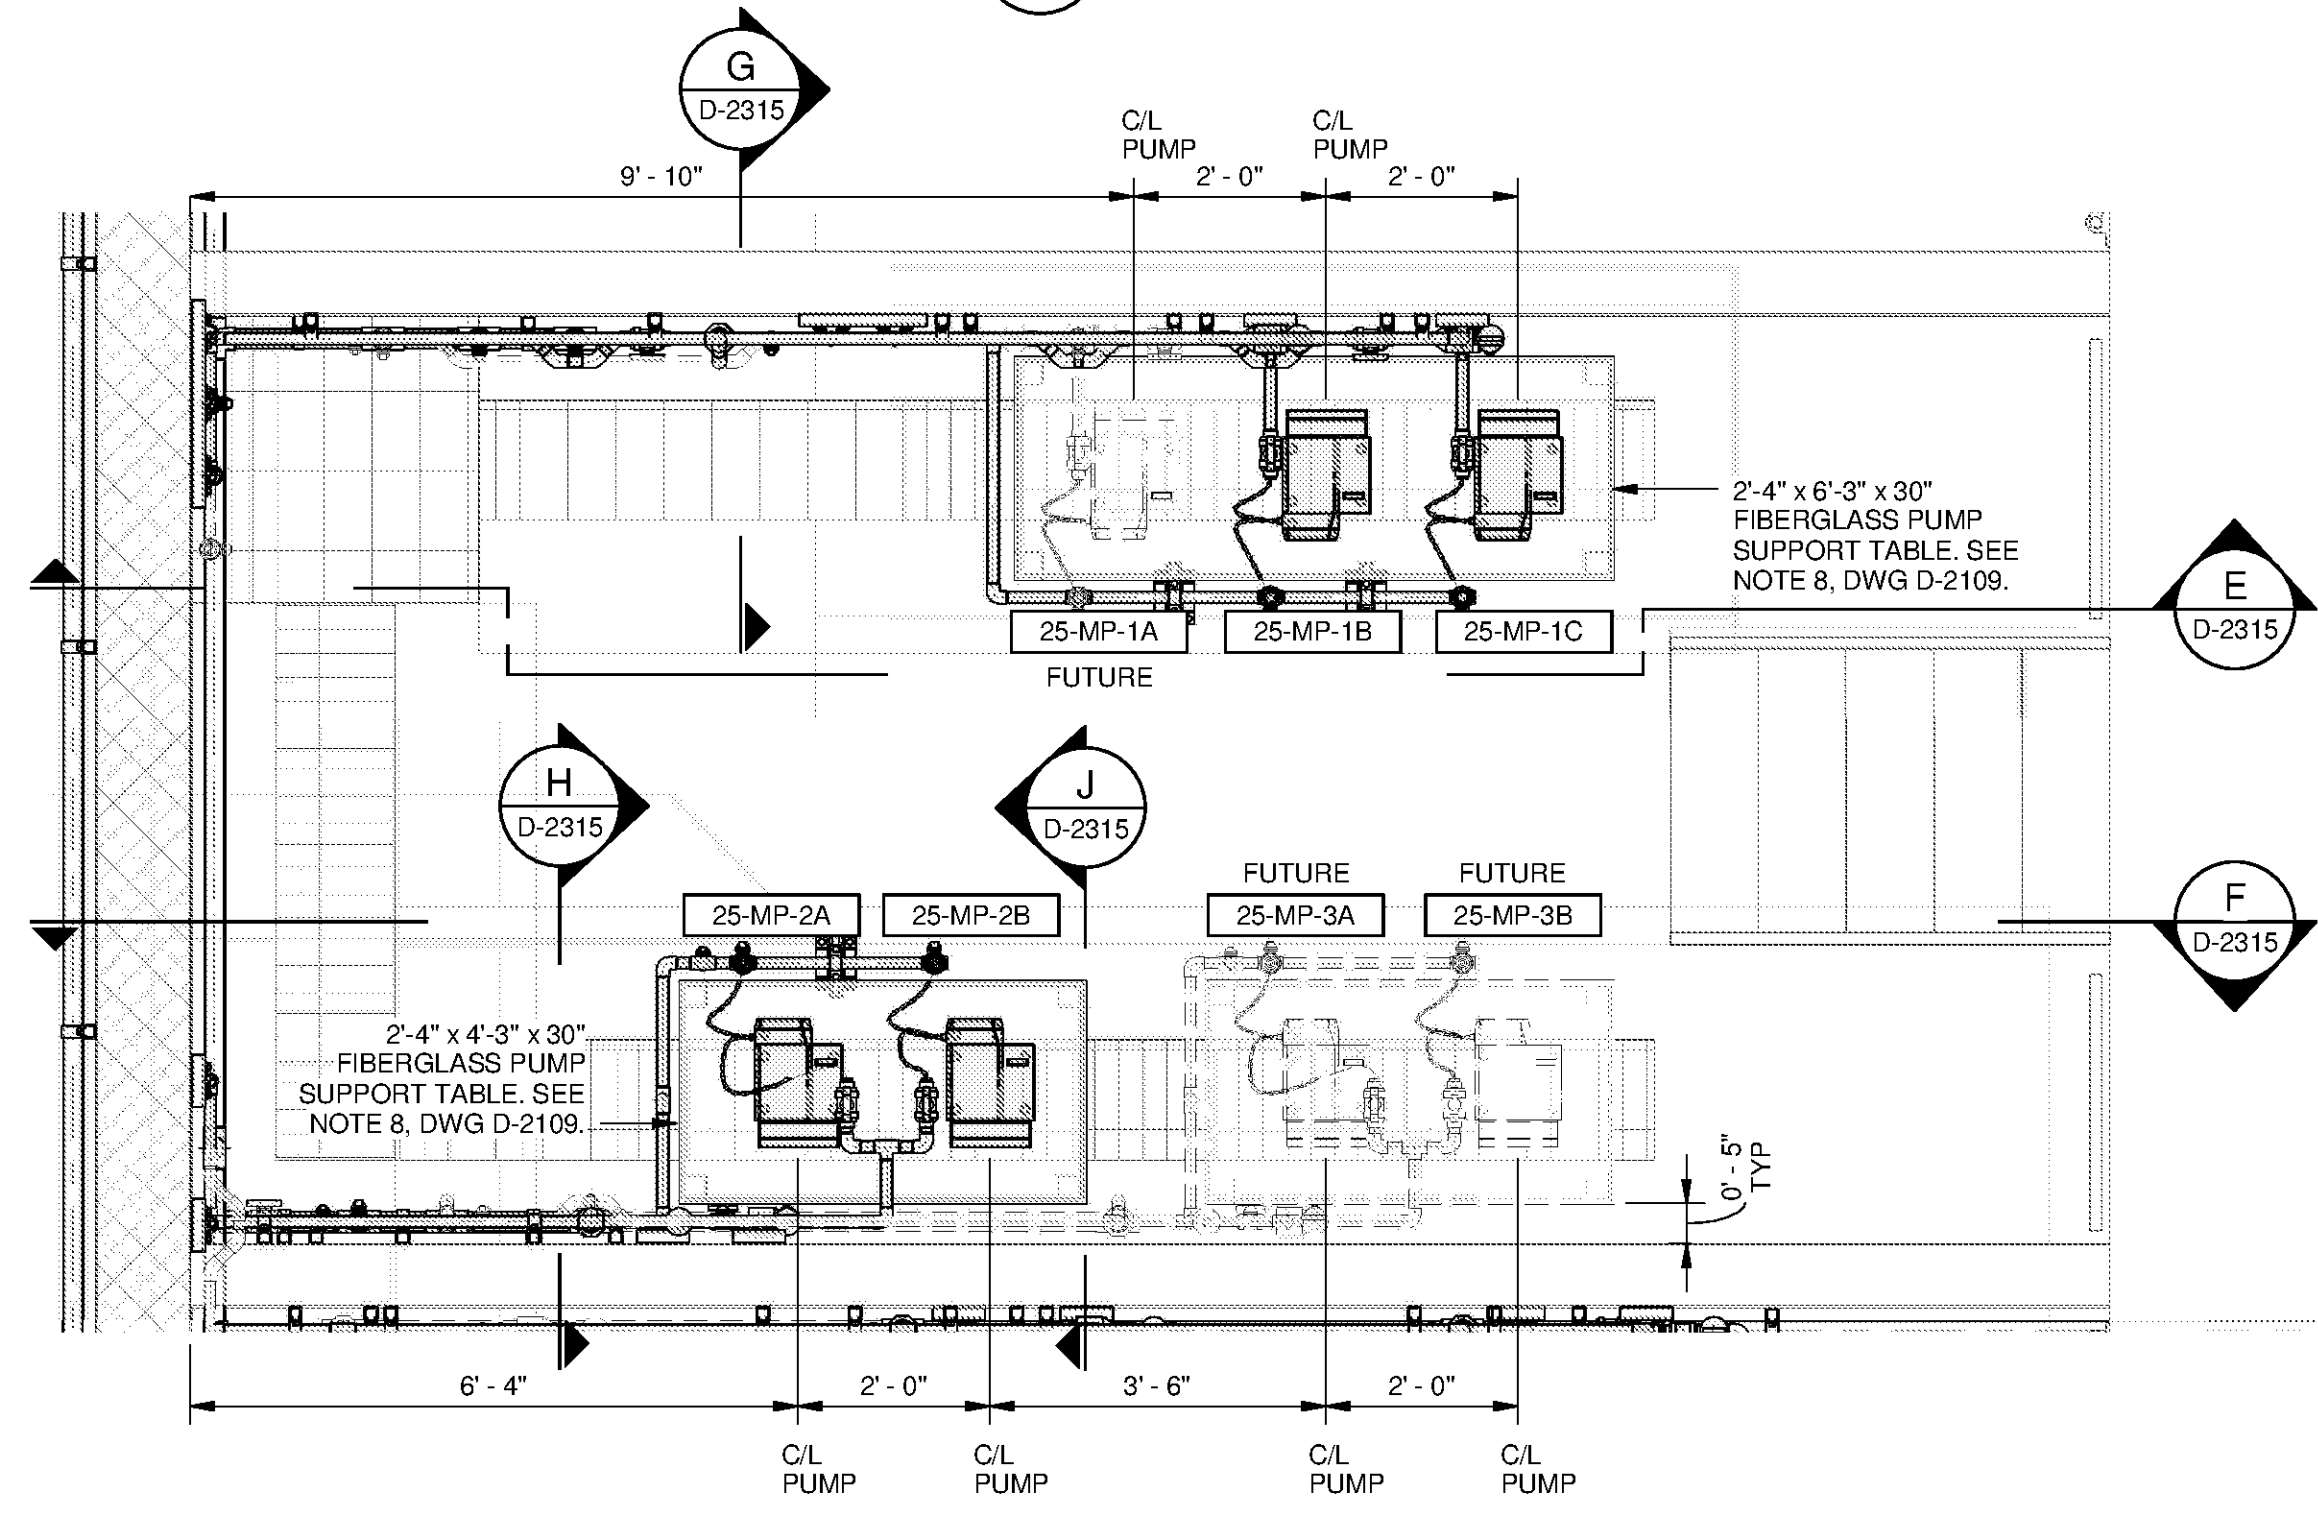 G
D-2315
C/L
PUMP
C/L
PUMP
9' - 10"
2' - 0"
2' - 0"
2'-4" x 6'-3" x 30"
FIBERGLASS PUMP
SUPPORT TABLE. SEE
NOTE 8, DWG D-2109.
E
D-2315
25-MP-1A
25-MP-1B
25-MP-1C
FUTURE
H
D-2315
J
D-2315
FUTURE
FUTURE
25-MP-2A
25-MP-2B
25-MP-3A
25-MP-3B
F
D-2315
2'-4" x 4'-3" x 30"
FIBERGLASS PUMP
SUPPORT TABLE. SEE
NOTE 8, DWG D-2109.
0' - 5"
TYP
6' - 4"
2' - 0"
3' - 6"
2' - 0"
C/L
PUMP
C/L
PUMP
C/L
PUMP
C/L
PUMP